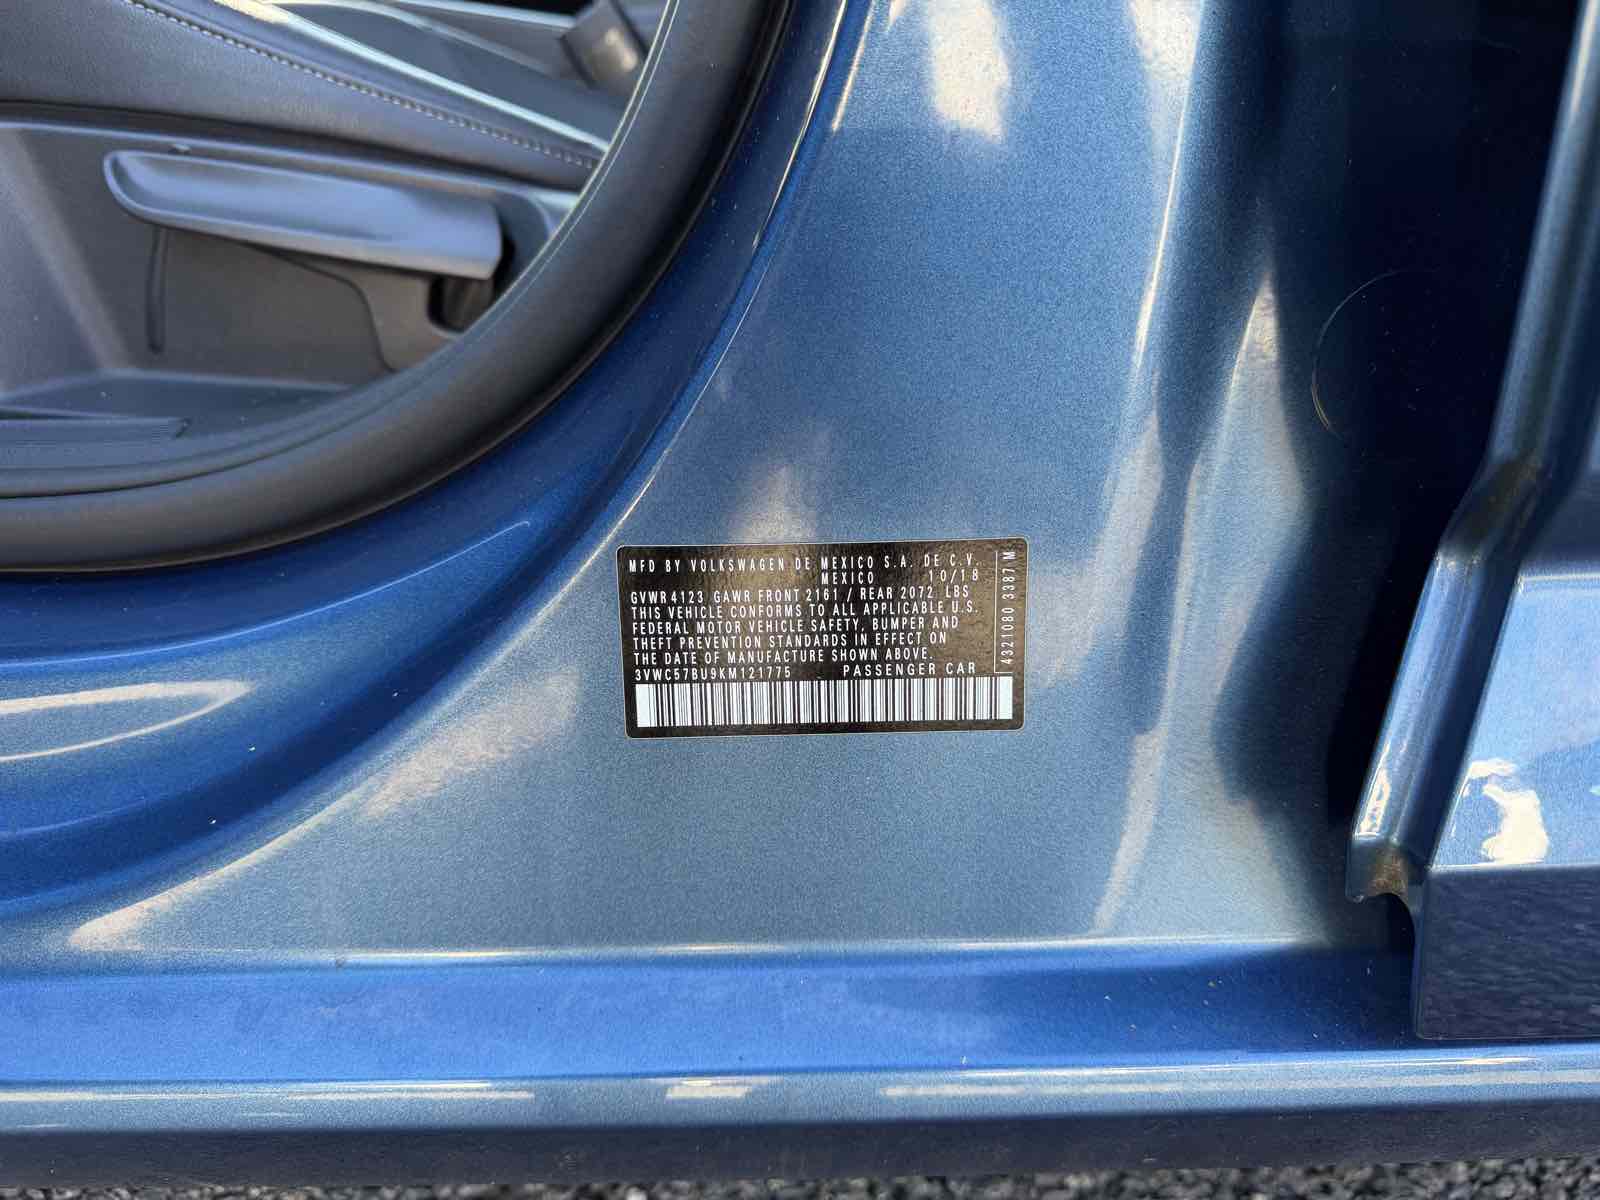 MFD BY VOLKSWAGEN DE MEXICO S.A. DE C.V.
MEXICO 10/18
GVWR 4123 GAWR FRONT 2161 / REAR 2072 LBS
THIS VEHICLE CONFORMS TO ALL APPLICABLE U.S.
FEDERAL MOTOR VEHICLE SAFETY, BUMPER AND
THEFT PREVENTION STANDARDS IN EFFECT ON
THE DATE OF MANUFACTURE SHOWN ABOVE.
3VWC57BU9KM121775 PASSENGER CAR
4321080 3387 M